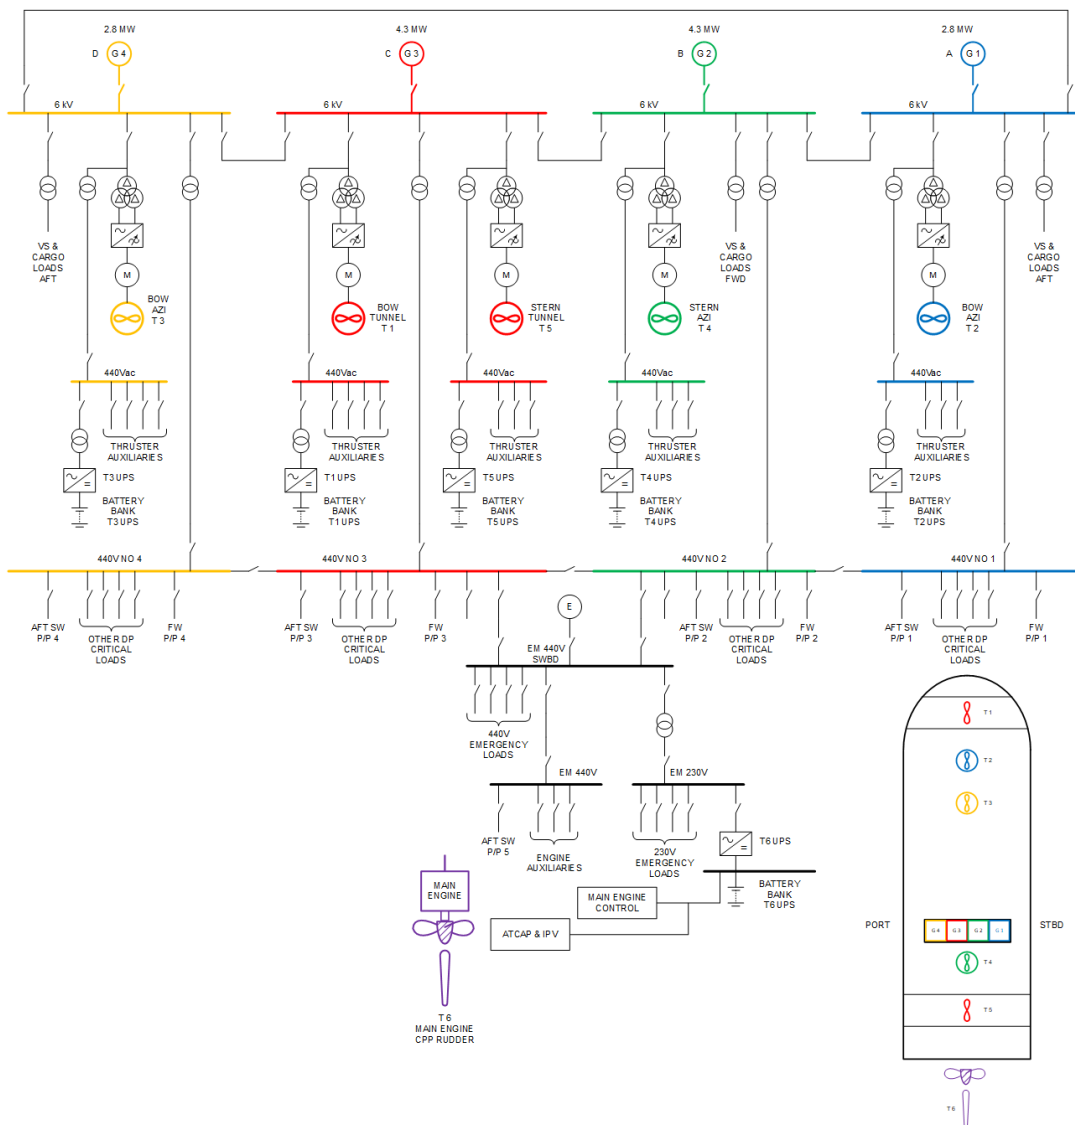 2.8 MW
4.3 MW
4.3 MW
2.8 MW
D
G 4
C
G 3
B
G 2
A
G 1
6 kV
6 kV
6 kV
6 kV
VS &
CARGO
LOADS
AFT
VS &
CARGO
LOADS
FWD
VS &
CARGO
LOADS
AFT
M
M
M
M
M
BOW
AZI
T 3
BOW
TUNNEL
T 1
STERN
TUNNEL
T 5
STERN
AZI
T 4
BOW
AZI
T 2
440Vac
440Vac
440Vac
440Vac
440Vac
THRUSTER
AUXILIARIES
THRUSTER
AUXILIARIES
THRUSTER
AUXILIARIES
THRUSTER
AUXILIARIES
THRUSTER
AUXILIARIES
T3 UPS
T1 UPS
T5 UPS
T4 UPS
T2 UPS
BATTERY
BANK
T3 UPS
BATTERY
BANK
T1 UPS
BATTERY
BANK
T5 UPS
BATTERY
BANK
T4 UPS
BATTERY
BANK
T2 UPS
440V NO 4
440V NO 3
440V NO 2
440V NO 1
AFT SW
P/P 4
OTHER DP
CRITICAL
LOADS
FW
P/P 4
AFT SW
P/P 3
OTHER DP
CRITICAL
LOADS
FW
P/P 3
E
AFT SW
P/P 2
OTHER DP
CRITICAL
LOADS
FW
P/P 2
AFT SW
P/P 1
OTHER DP
CRITICAL
LOADS
FW
P/P 1
EM 440V
SWBD
440V
EMERGENCY
LOADS
EM 440V
EM 230V
AFT SW
P/P 5
ENGINE
AUXILIARIES
230V
EMERGENCY
LOADS
T6 UPS
BATTERY
BANK
T6 UPS
MAIN
ENGINE
MAIN ENGINE
CONTROL
ATCAP & IPV
T 6
MAIN ENGINE
CPP RUDDER
T 1
T 2
T 3
PORT
G 4
G 3
G 2
G 1
STBD
T 4
T 5
T 6